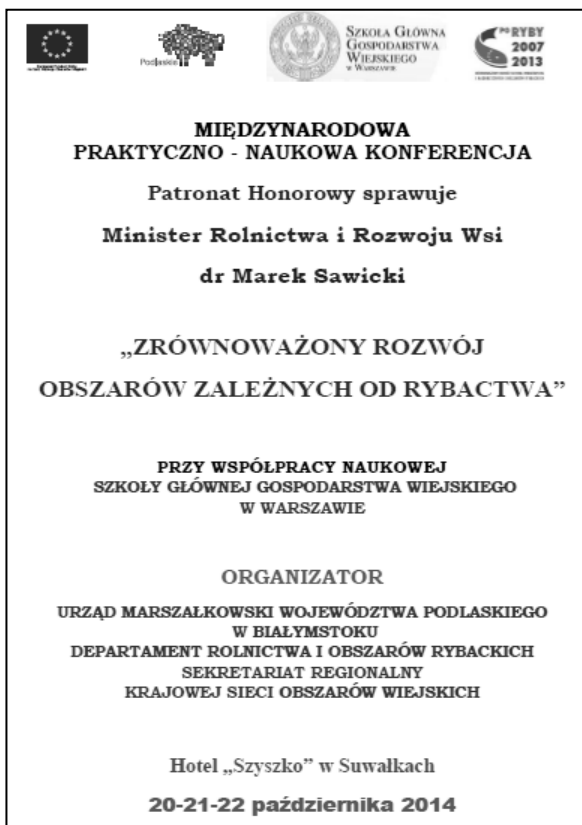 Podlaskie
SZKOŁA GŁÓWNA
GOSPODARSTWA
WIEJSKIEGO
W WARSZAWIE
PO RYBY
2007
2013
MIĘDZYNARODOWA
PRAKTYCZNO - NAUKOWA KONFERENCJA
Patronat Honorowy sprawuje
Minister Rolnictwa i Rozwoju Wsi
dr Marek Sawicki
„ZRÓWNOWAŻONY ROZWÓJ
OBSZARÓW ZALEŻNYCH OD RYBACTWA”
PRZY WSPÓŁPRACY NAUKOWEJ
SZKOŁY GŁÓWNEJ GOSPODARSTWA WIEJSKIEGO
W WARSZAWIE
ORGANIZATOR
URZĄD MARSZAŁKOWSKI WOJEWÓDZTWA PODLASKIEGO
W BIAŁYMSTOKU
DEPARTAMENT ROLNICTWA I OBSZARÓW RYBACKICH
SEKRETARIAT REGIONALNY
KRAJOWEJ SIECI OBSZARÓW WIEJSKICH
Hotel „Szyszko” w Suwałkach
20-21-22 października 2014